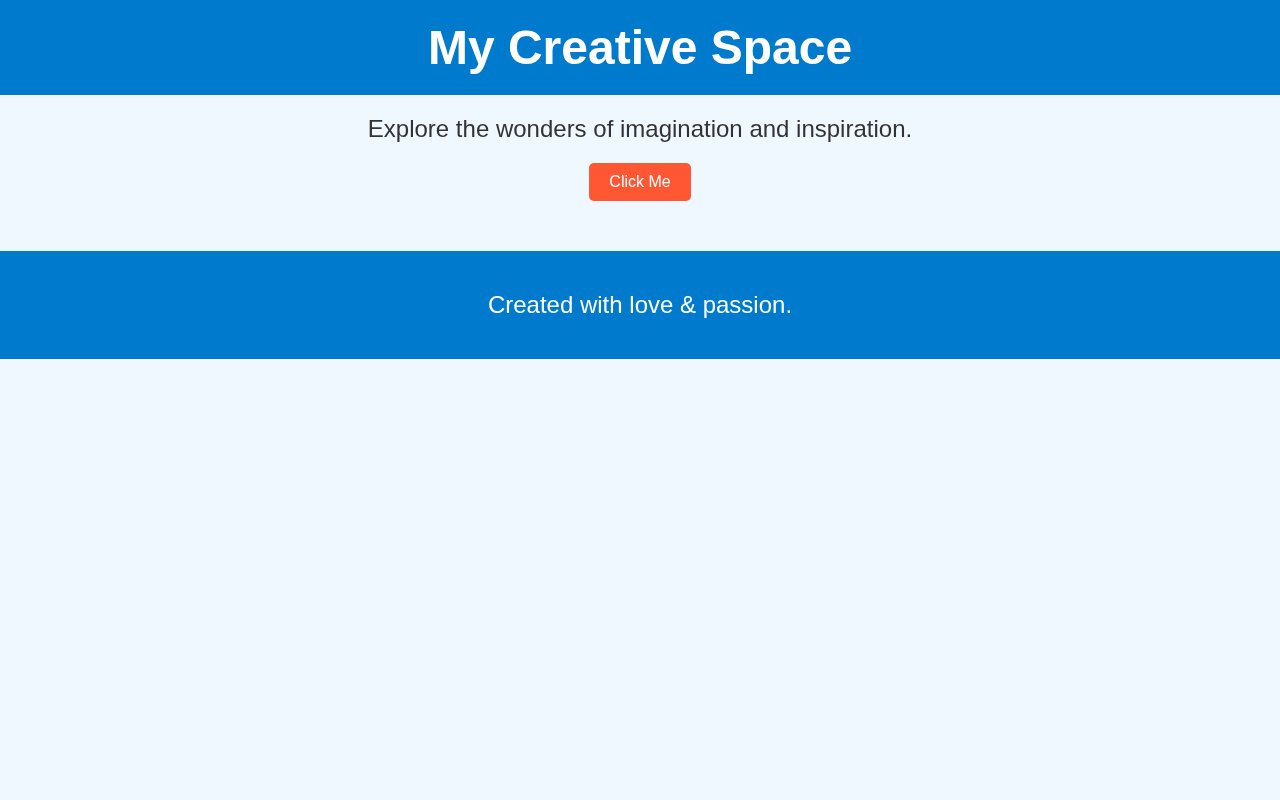 My Creative Space
Explore the wonders of imagination and inspiration.
Click Me
Created with love & passion.